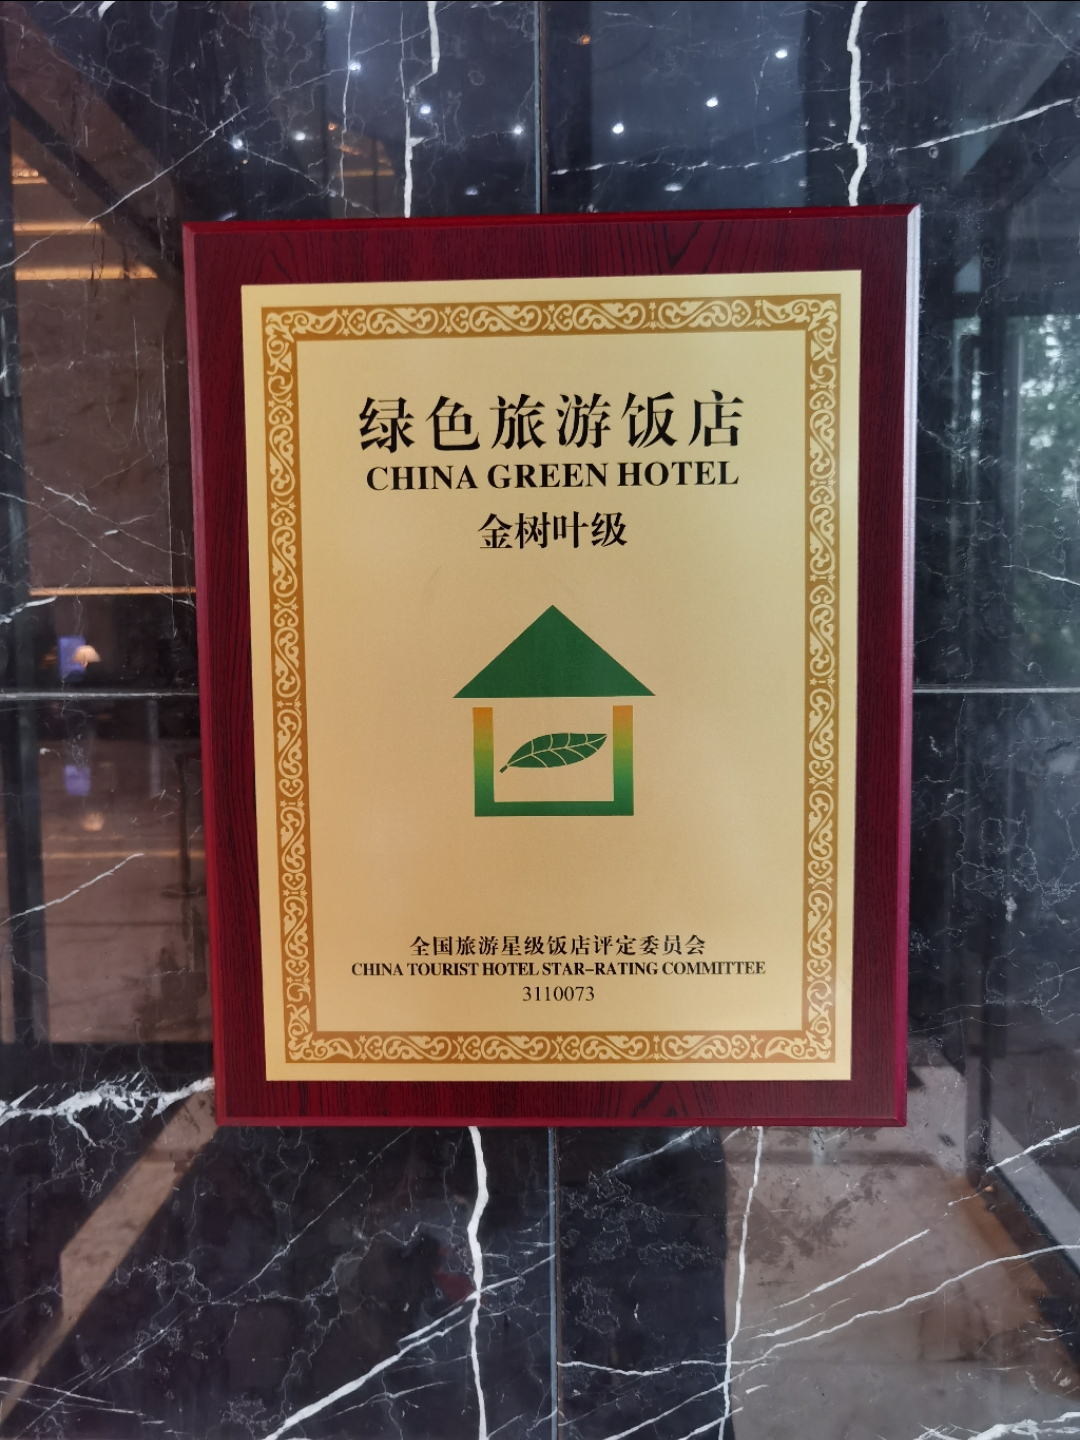 绿色旅游饭店
CHINA GREEN HOTEL
金树叶级
全国旅游星级饭店评定委员会
CHINA TOURIST HOTEL STAR-RATING COMMITTEE
3110073